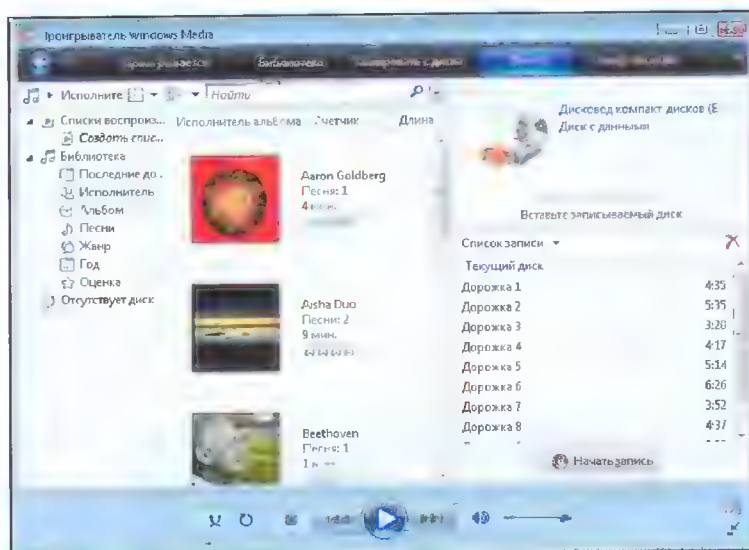 Проигрыватель Windows Media
Библиотека
Исполните
Найти
Списки воспроиз...
Создать спис...
Библиотека
Последние до..
Исполнитель
Альбом
Песни
Жанр
Год
Оценка
Отсутствует диск
Исполнитель альбома Счетчик Длина
Aaron Goldberg
Песня: 1
Aisha Duo
Песни: 2
9 мин.
Beethoven
Песня: 1
Дисковод компакт дисков (E
Диск с данными
Вставьте записываемый диск
Список записи
Текущий диск
Дорожка 1 4:35
Дорожка 2 5:35
Дорожка 3 3:28
Дорожка 4 4:17
Дорожка 5 5:14
Дорожка 6 6:26
Дорожка 7 3:52
Дорожка 8 4:37
Начать запись